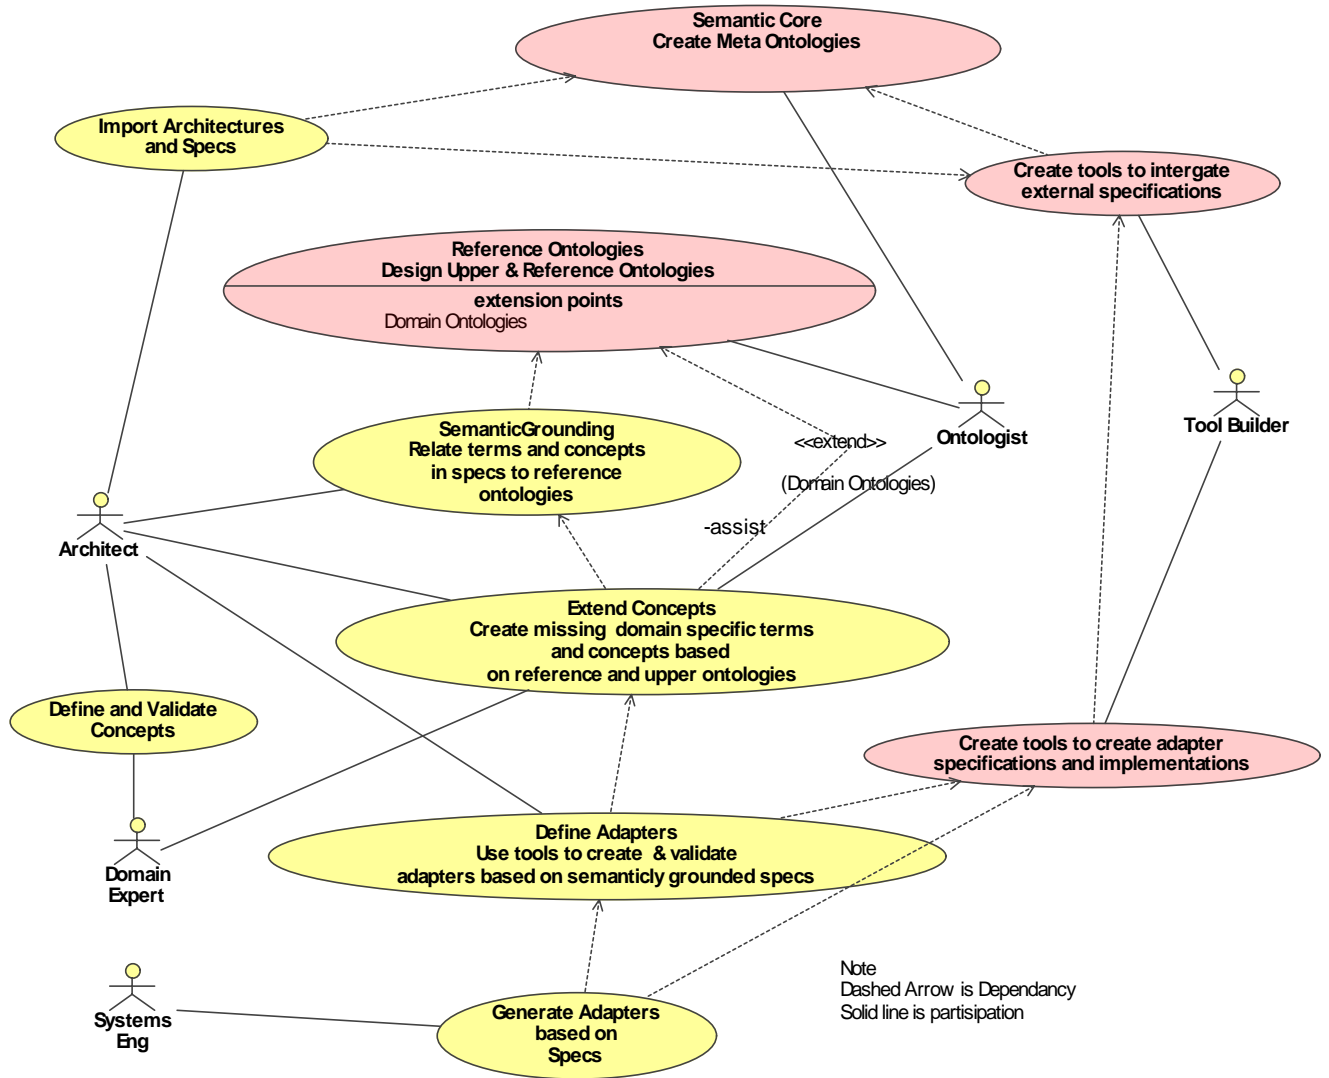 Semantic Core
Create Meta Ontologies
Import Architectures
and Specs
Create tools to intergate
external specifications
Reference Ontologies
Design Upper & Reference Ontologies
extension points
Domain Ontologies
SemanticGrounding
Relate terms and concepts
in specs to reference
ontologies
<<extend>>
(Domain Ontologies)
-assist
Ontologist
Tool Builder
Architect
Extend Concepts
Create missing domain specific terms
and concepts based
on reference and upper ontologies
Define and Validate
Concepts
Create tools to create adapter
specifications and implementations
Define Adapters
Use tools to create & validate
adapters based on semanticly grounded specs
Domain
Expert
Systems
Eng
Generate Adapters
based on
Specs
Note
Dashed Arrow is Dependancy
Solid line is partisipation